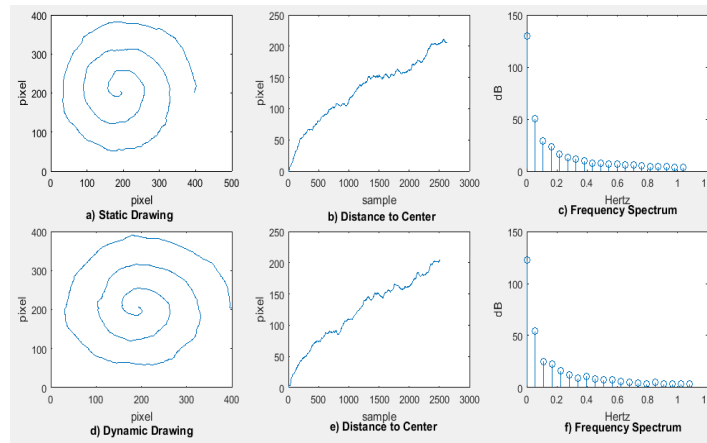 400
300
200
100
0
pixel
0 100 200 300 400 500
pixel
a) Static Drawing
250
200
150
100
50
0
pixel
0 500 1000 1500 2000 2500 3000
sample
b) Distance to Center
150
100
50
0
dB
0 0.2 0.4 0.6 0.8 1
Hertz
c) Frequency Spectrum
400
300
200
100
0
pixel
0 100 200 300 400
pixel
d) Dynamic Drawing
250
200
150
100
50
0
pixel
0 500 1000 1500 2000 2500 3000
sample
e) Distance to Center
150
100
50
0
dB
0 0.2 0.4 0.6 0.8 1
Hertz
f) Frequency Spectrum